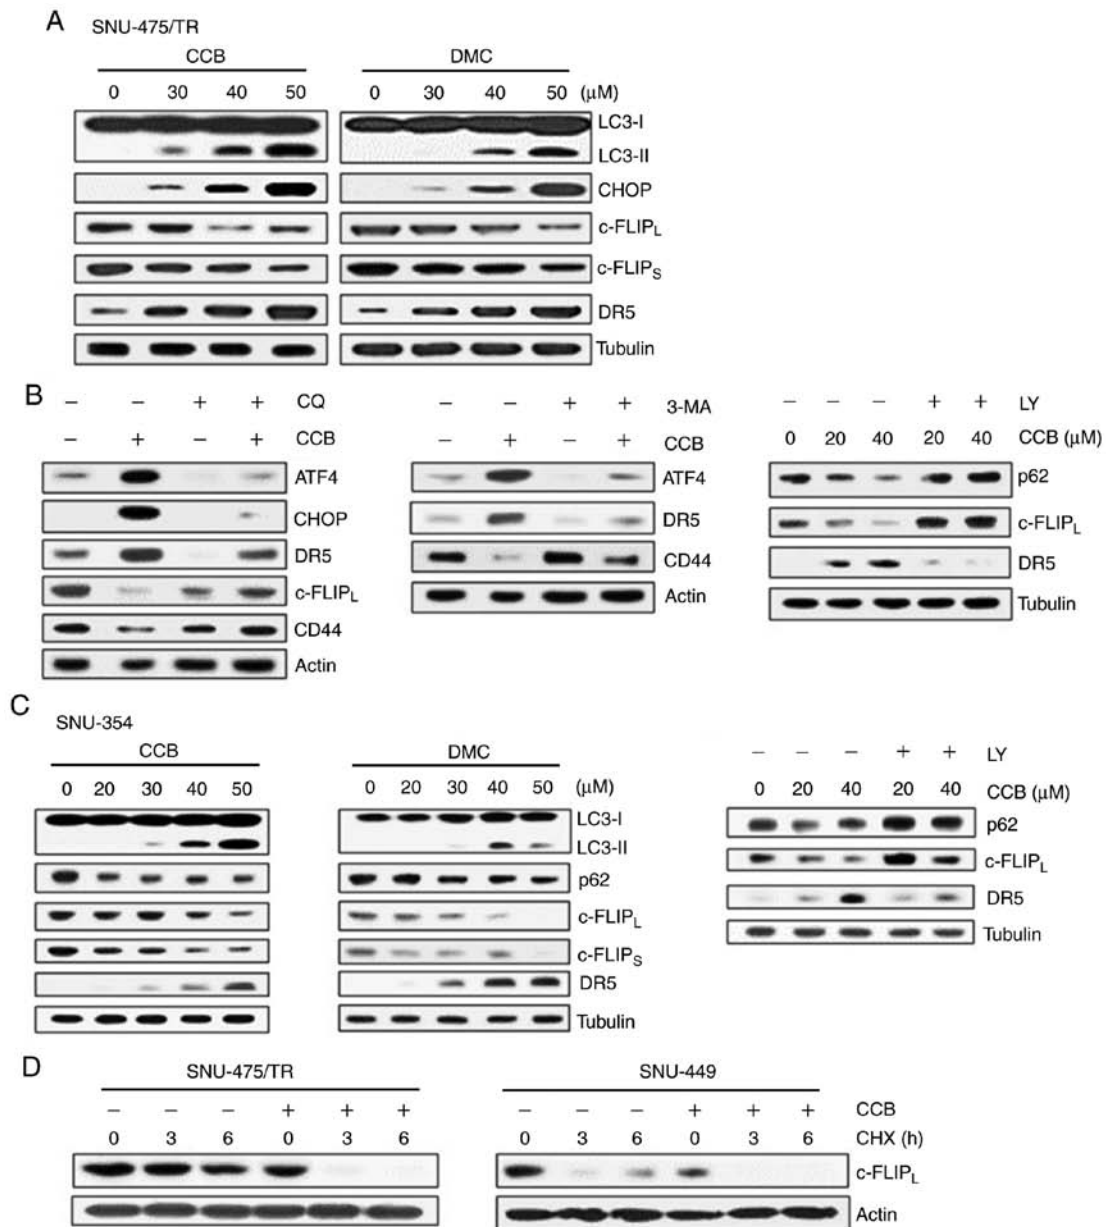 A SNU-475/TR
CCB DMC
0 30 40 50 0 30 40 50 (μM)
LC3-I
LC3-II
CHOP
c-FLIPL
c-FLIPS
DR5
Tubulin
B
− − + + CQ
− + − + CCB
ATF4
CHOP
DR5
c-FLIPL
CD44
Actin
− − + + 3-MA
− + − + CCB
ATF4
DR5
CD44
Actin
− − − + + LY
0 20 40 20 40 CCB (μM)
p62
c-FLIPL
DR5
Tubulin
C
SNU-354
CCB DMC
0 20 30 40 50 0 20 30 40 50 (μM)
LC3-I
LC3-II
p62
c-FLIPL
c-FLIPS
DR5
Tubulin
− − − + + LY
0 20 40 20 40 CCB (μM)
p62
c-FLIPL
DR5
Tubulin
D
SNU-475/TR SNU-449
− − − + + + − − − + + + CCB
0 3 6 0 3 6 0 3 6 0 3 6 CHX (h)
c-FLIPL
Actin